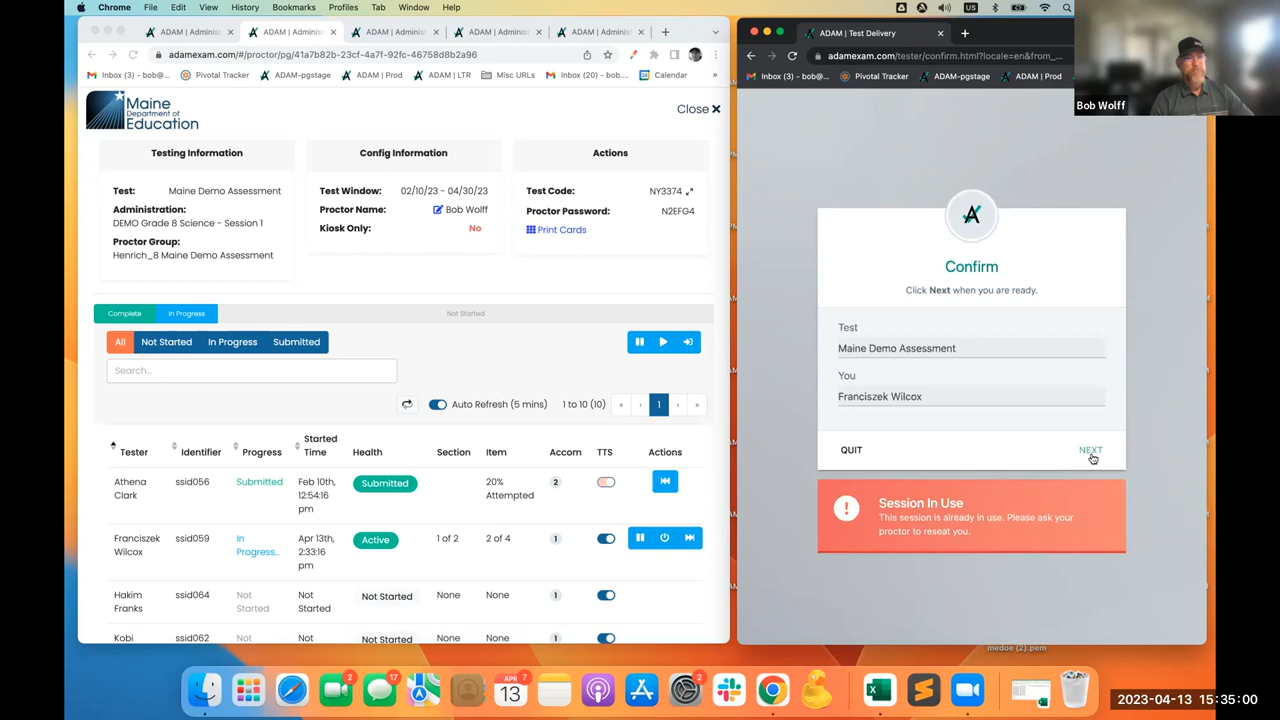 Chrome File Edit View History Bookmarks Profiles Tab Window Help
US
ADAM | Administ
ADAM | Administ
ADAM | Administ
ADAM | Administ
ADAM | Administ
adamexam.com/#/proctor/pg/41a7b82b-23cf-4a7f-92fc-46758d8b2a96
Inbox (3) - bob@... Pivotal Tracker ADAM-pgstage ADAM | Prod ADAM | LTR Misc URLs Inbox (20) - bob.... Calendar »
Maine
Department of
Education
Close ✖
Testing Information
Test: Maine Demo Assessment
Administration:
DEMO Grade 8 Science - Session 1
Proctor Group:
Henrich_8 Maine Demo Assessment
Config Information
Test Window: 02/10/23 - 04/30/23
Proctor Name: Bob Wolff
Kiosk Only: No
Actions
Test Code: NY3374
Proctor Password: N2EFG4
Print Cards
Complete In Progress Not Started
All Not Started In Progress Submitted
Search...
Auto Refresh (5 mins) 1 to 10 (10) « ‹ 1 › »
Tester Identifier Progress Started Time Health Section Item Accom TTS Actions
Athena Clark ssid056 Submitted Feb 10th, 12:54:16 pm Submitted 20% Attempted 2
Franciszek Wilcox ssid059 In Progress... Apr 13th, 2:33:16 pm Active 1 of 2 2 of 4 1
Hakim Franks ssid064 Not Started Not Started Not Started None None 1
Kobi ssid062 Not Not Not Started None None 1
ADAM | Test Delivery
adamexam.com/tester/confirm.html?locale=en&from_...
Inbox (3) - bob@... Pivotal Tracker ADAM-pgstage ADAM | Prod
Bob Wolff
Confirm
Click Next when you are ready.
Test
Maine Demo Assessment
You
Franciszek Wilcox
QUIT NEXT
Session In Use
This session is already in use. Please ask your
proctor to reseat you.
medoe (2).pem
2 17 APR 13 7 2
2023-04-13 15:35:00